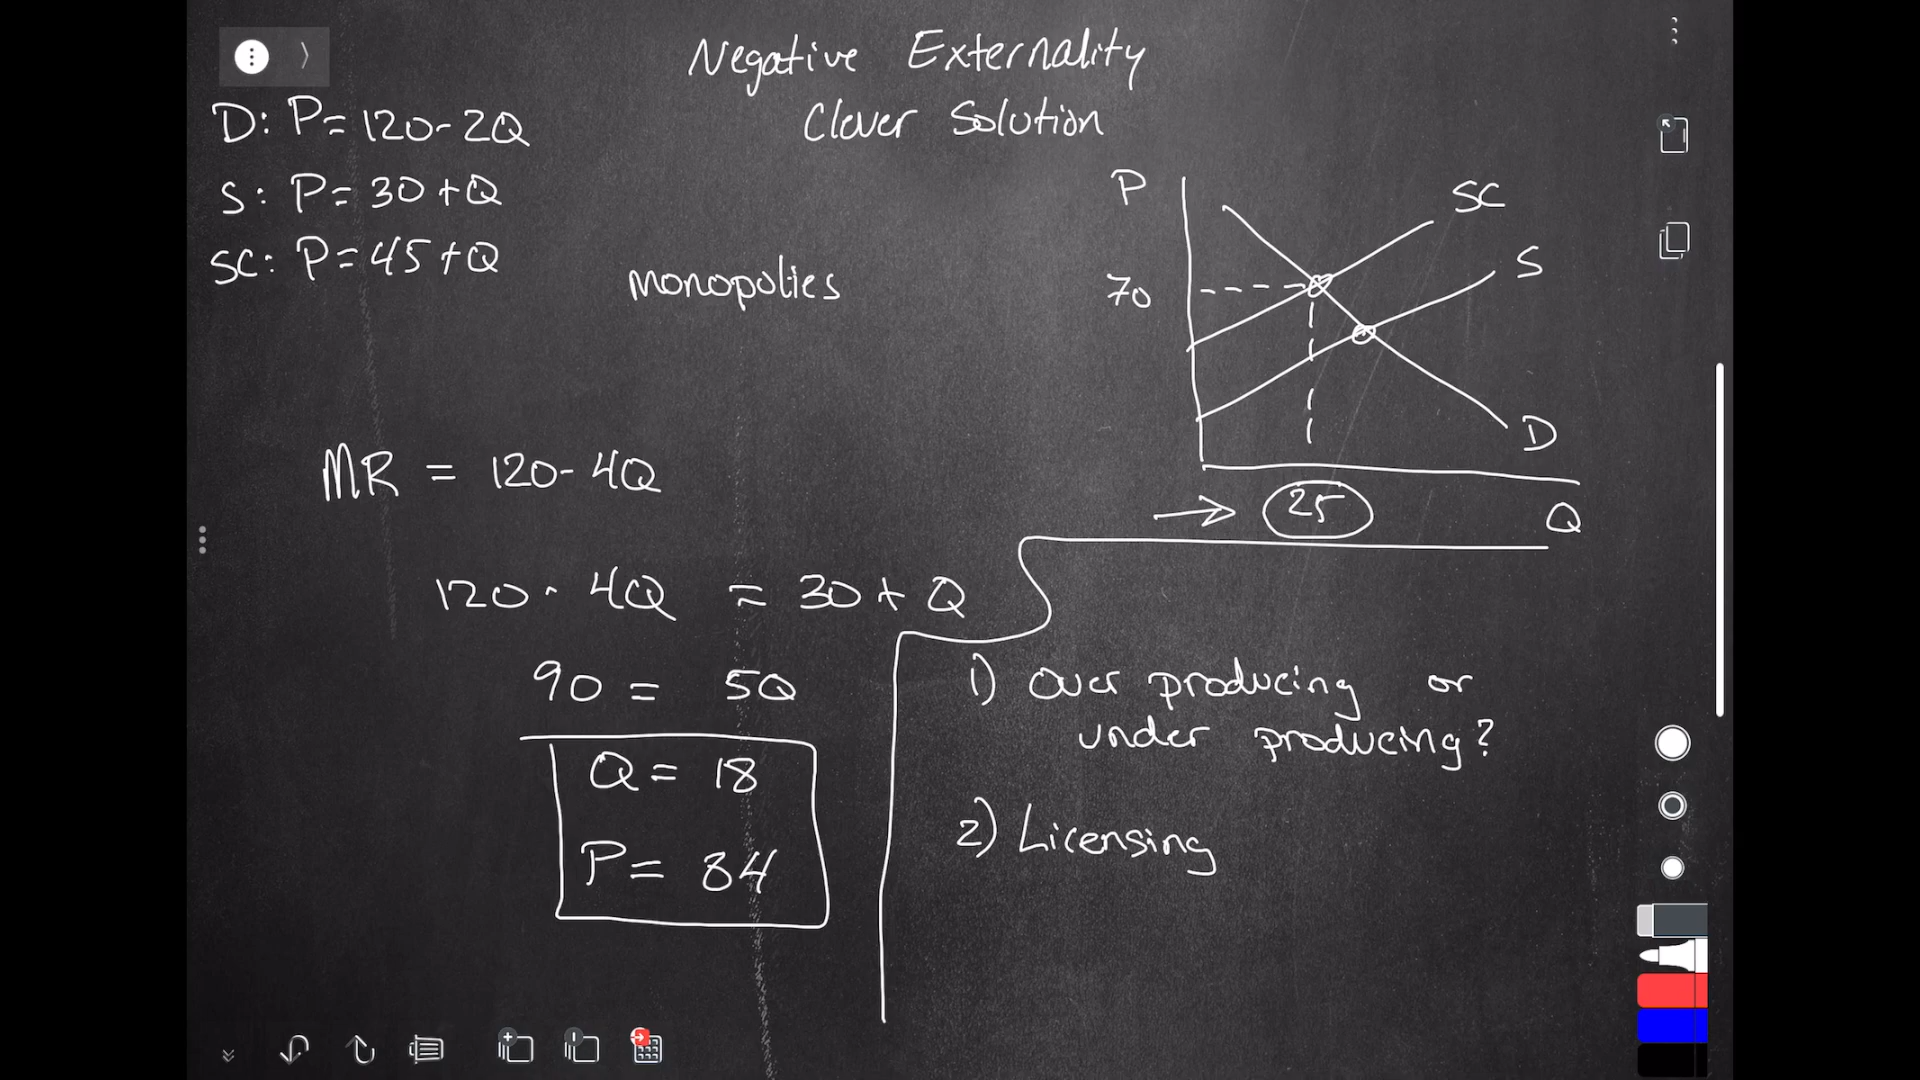 Negative Externality
Clever Solution
D: P=120-2Q
S: P=30+Q
SC: P=45+Q
monopolies
P
70
SC
S
D
25
Q
MR = 120-4Q
120-4Q = 30+Q
90 = 5Q
Q= 18
P= 84
1) Over producing or
under producing?
2) Licensing